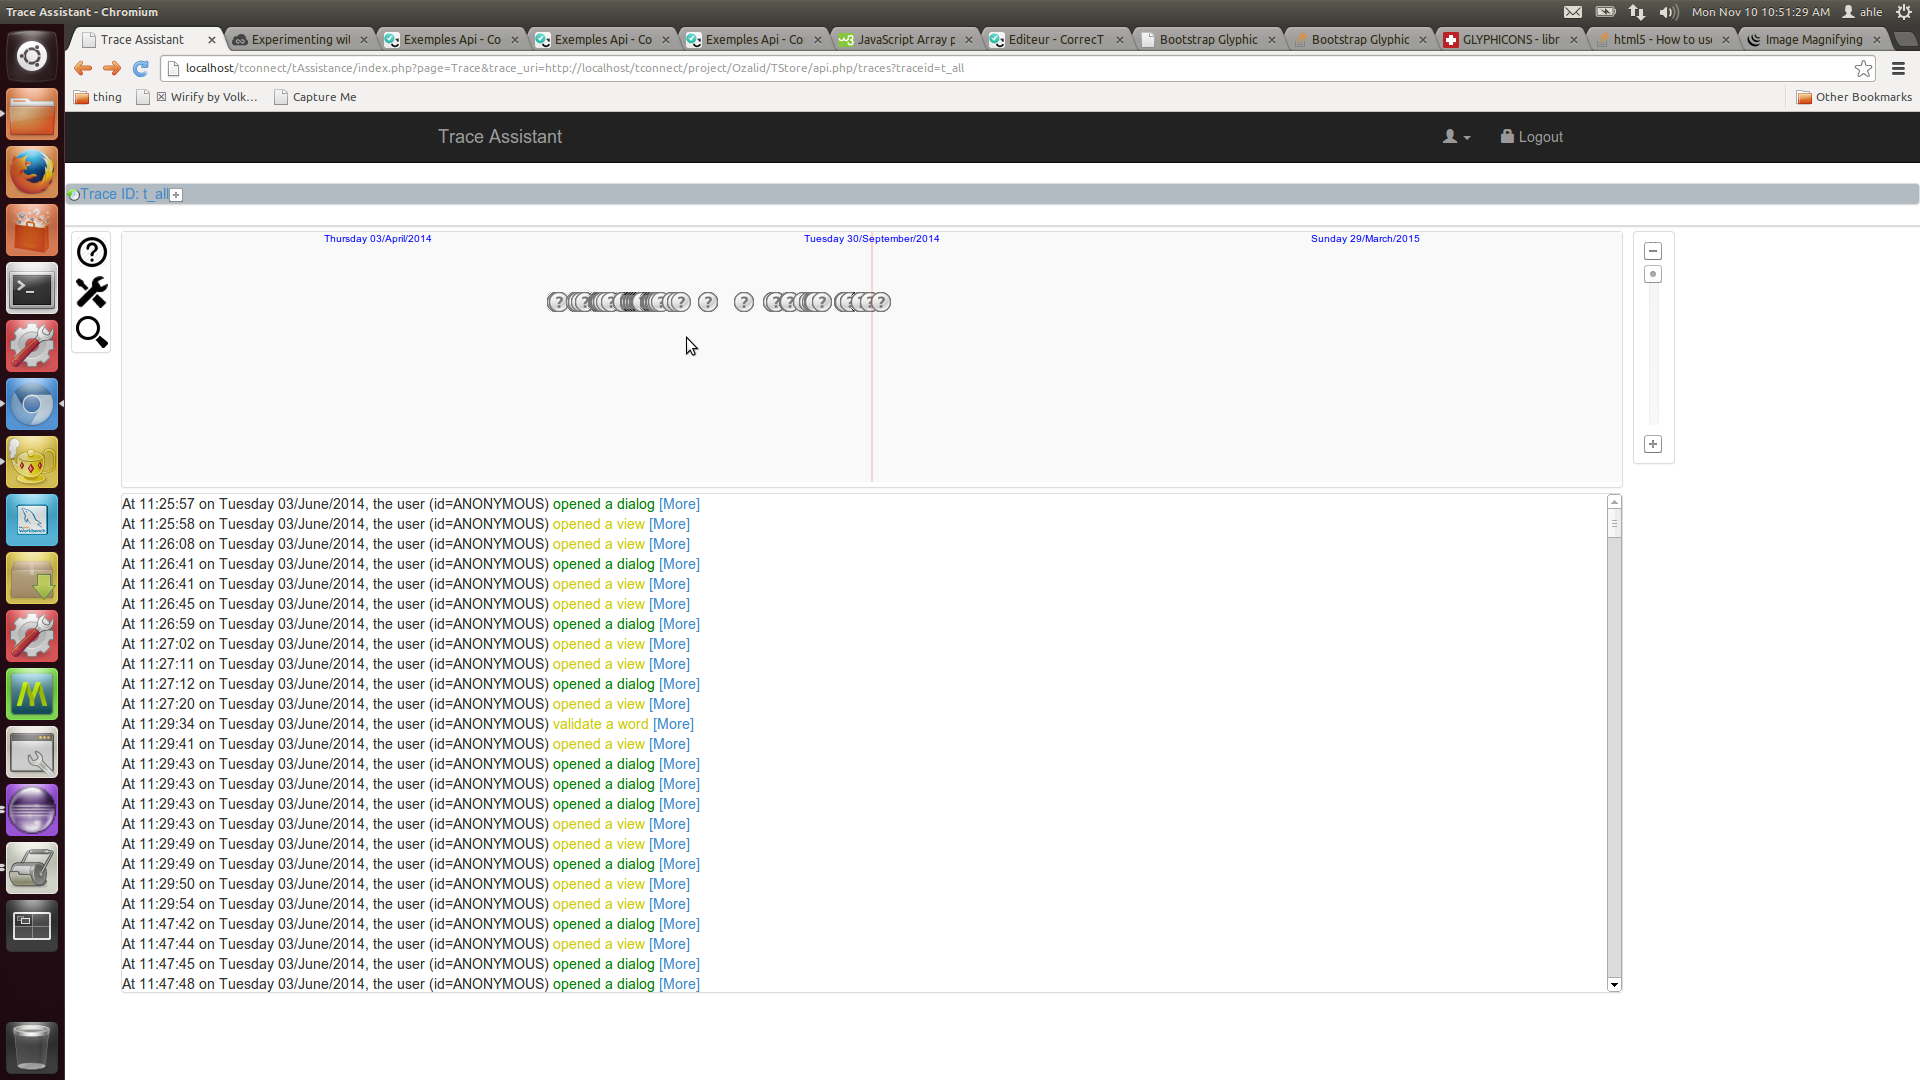 Trace Assistant - Chromium
Mon Nov 10 10:51:29 AM
ahle
Trace Assistant
Experimenting wil
Exemples Api - Co
Exemples Api - Co
Exemples Api - Co
JavaScript Array p
Editeur - CorrecT
Bootstrap Glyphic
Bootstrap Glyphic
GLYPHICONS - libr
html5 - How to use
Image Magnifying
localhost/tconnect/tAssistance/index.php?page=Trace&trace_uri=http://localhost/tconnect/project/Ozalid/TStore/api.php/traces?traceid=t_all
thing
Wirify by Volk...
Capture Me
Other Bookmarks
Trace Assistant
Logout
Trace ID: t_all
Thursday 03/April/2014
Tuesday 30/September/2014
Sunday 29/March/2015
At 11:25:57 on Tuesday 03/June/2014, the user (id=ANONYMOUS) opened a dialog [More]
At 11:25:58 on Tuesday 03/June/2014, the user (id=ANONYMOUS) opened a view [More]
At 11:26:08 on Tuesday 03/June/2014, the user (id=ANONYMOUS) opened a view [More]
At 11:26:41 on Tuesday 03/June/2014, the user (id=ANONYMOUS) opened a dialog [More]
At 11:26:41 on Tuesday 03/June/2014, the user (id=ANONYMOUS) opened a view [More]
At 11:26:45 on Tuesday 03/June/2014, the user (id=ANONYMOUS) opened a view [More]
At 11:26:59 on Tuesday 03/June/2014, the user (id=ANONYMOUS) opened a dialog [More]
At 11:27:02 on Tuesday 03/June/2014, the user (id=ANONYMOUS) opened a view [More]
At 11:27:11 on Tuesday 03/June/2014, the user (id=ANONYMOUS) opened a view [More]
At 11:27:12 on Tuesday 03/June/2014, the user (id=ANONYMOUS) opened a dialog [More]
At 11:27:20 on Tuesday 03/June/2014, the user (id=ANONYMOUS) opened a view [More]
At 11:29:34 on Tuesday 03/June/2014, the user (id=ANONYMOUS) validate a word [More]
At 11:29:41 on Tuesday 03/June/2014, the user (id=ANONYMOUS) opened a view [More]
At 11:29:43 on Tuesday 03/June/2014, the user (id=ANONYMOUS) opened a dialog [More]
At 11:29:43 on Tuesday 03/June/2014, the user (id=ANONYMOUS) opened a dialog [More]
At 11:29:43 on Tuesday 03/June/2014, the user (id=ANONYMOUS) opened a dialog [More]
At 11:29:43 on Tuesday 03/June/2014, the user (id=ANONYMOUS) opened a view [More]
At 11:29:49 on Tuesday 03/June/2014, the user (id=ANONYMOUS) opened a view [More]
At 11:29:49 on Tuesday 03/June/2014, the user (id=ANONYMOUS) opened a dialog [More]
At 11:29:50 on Tuesday 03/June/2014, the user (id=ANONYMOUS) opened a view [More]
At 11:29:54 on Tuesday 03/June/2014, the user (id=ANONYMOUS) opened a view [More]
At 11:47:42 on Tuesday 03/June/2014, the user (id=ANONYMOUS) opened a dialog [More]
At 11:47:44 on Tuesday 03/June/2014, the user (id=ANONYMOUS) opened a view [More]
At 11:47:45 on Tuesday 03/June/2014, the user (id=ANONYMOUS) opened a dialog [More]
At 11:47:48 on Tuesday 03/June/2014, the user (id=ANONYMOUS) opened a dialog [More]